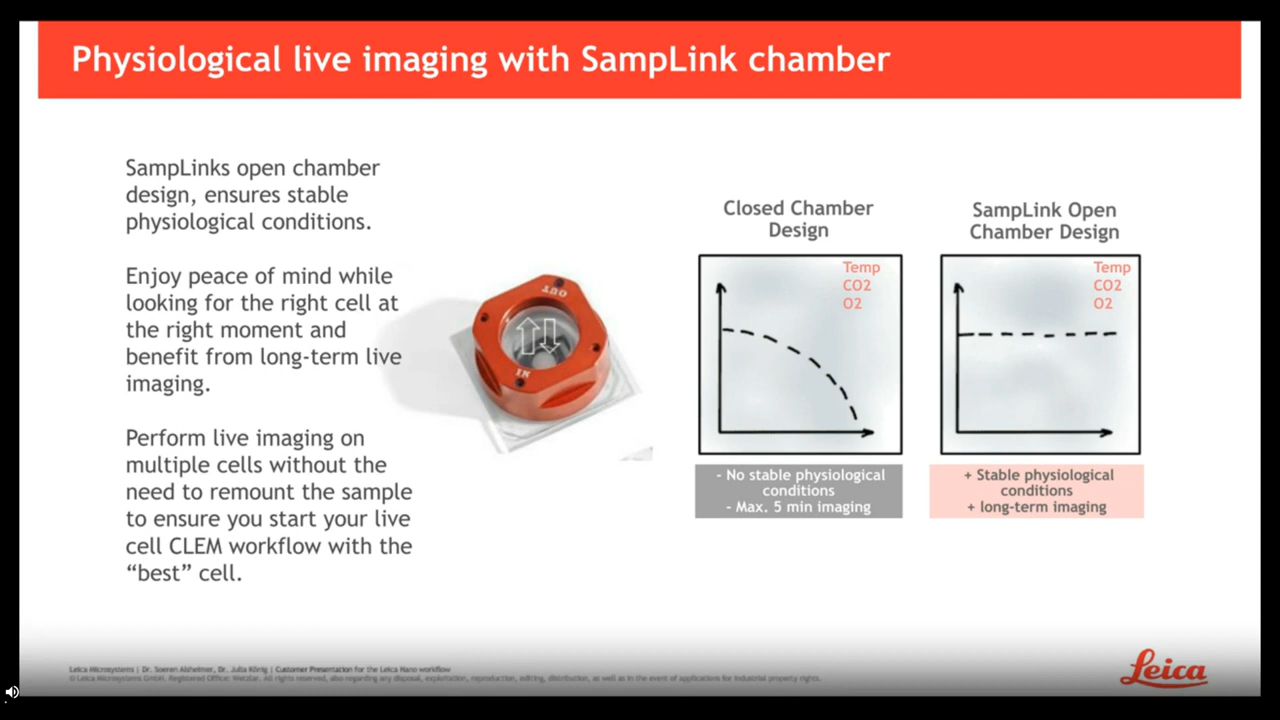 Physiological live imaging with SampLink chamber
SampLinks open chamber
design, ensures stable
physiological conditions.
Enjoy peace of mind while
looking for the right cell at
the right moment and
benefit from long-term live
imaging.
Perform live imaging on
multiple cells without the
need to remount the sample
to ensure you start your live
cell CLEM workflow with the
“best” cell.
OUT
IN
Closed Chamber
Design
Temp
CO2
O2
- No stable physiological
conditions
- Max. 5 min imaging
SampLink Open
Chamber Design
Temp
CO2
O2
+ Stable physiological
conditions
+ long-term imaging
Leica Microsystems | Dr. Soeren Alsheimer, Dr. Julia König | Customer Presentation for the Leica Nano workflow
© Leica Microsystems GmbH. Registered Office: Wetzlar. All rights reserved, also regarding any disposal, exploitation, reproduction, editing, distribution, as well as in the event of applications for industrial property rights.
Leica